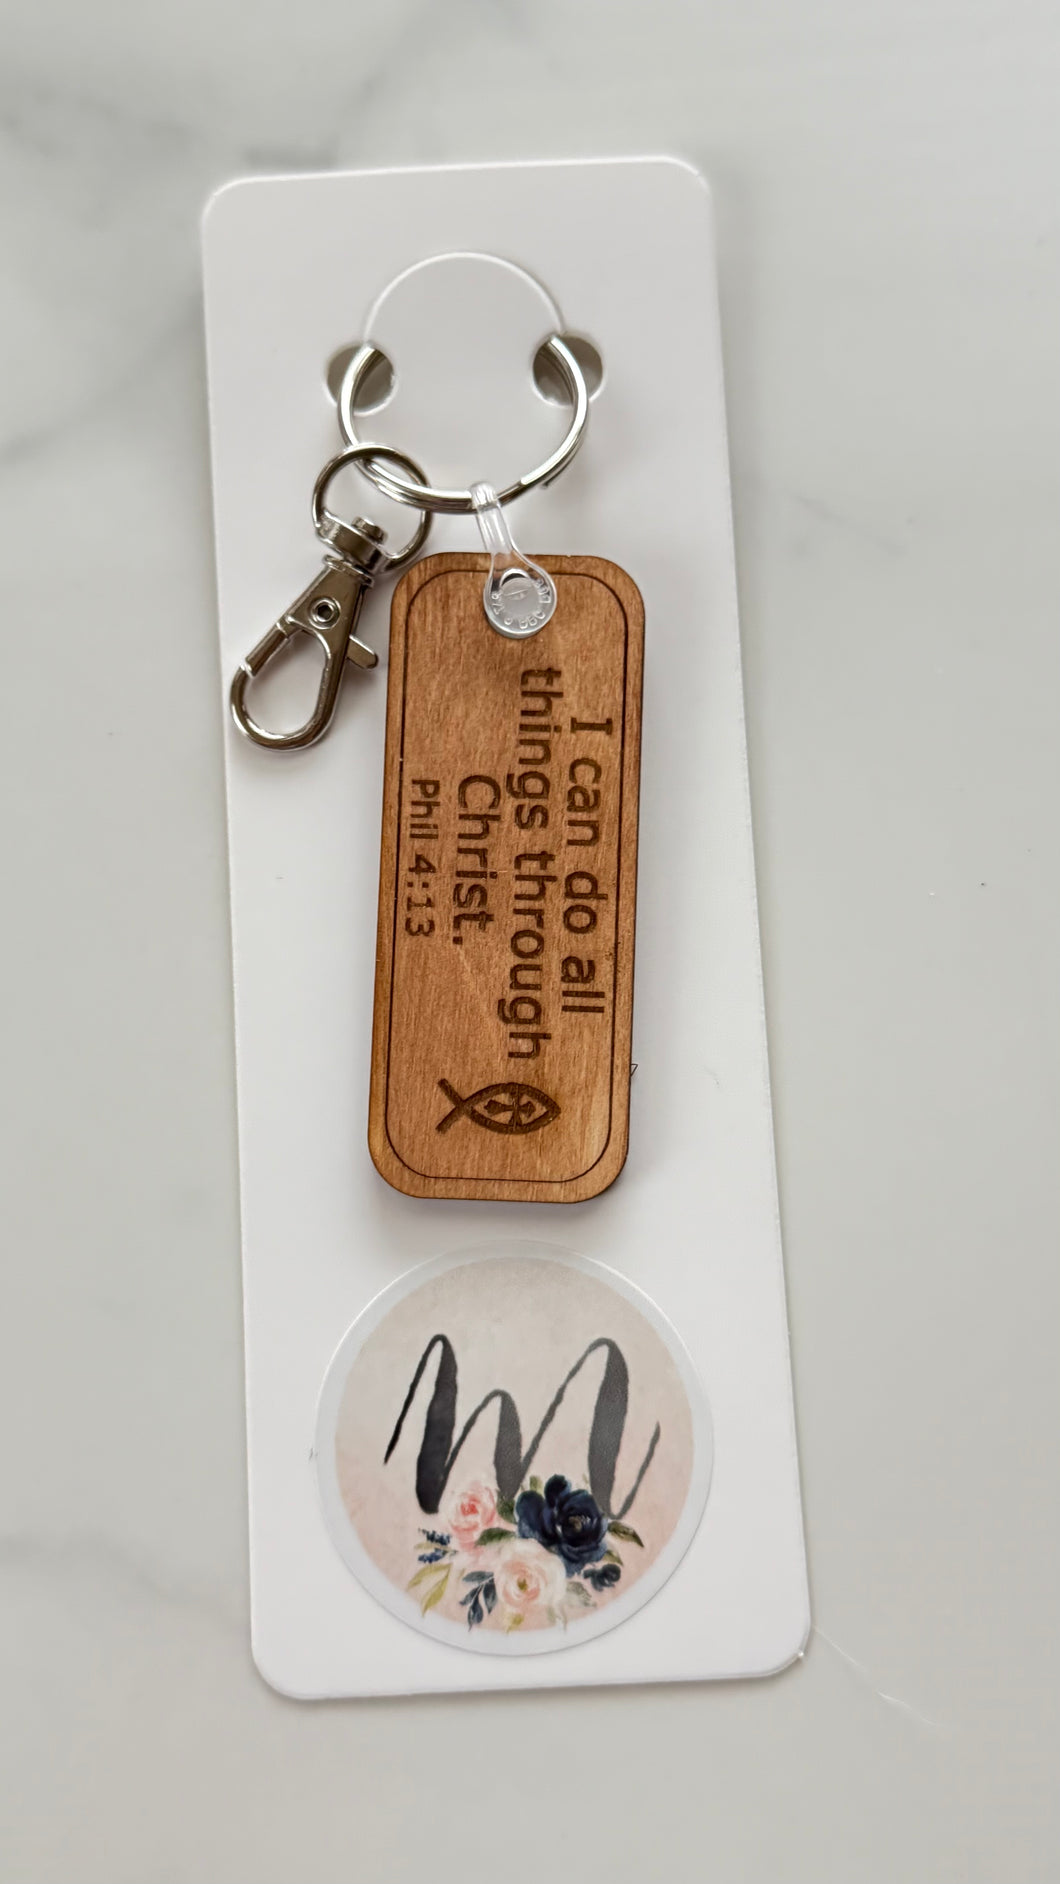 I can do all
things through
Christ.
Phil 4:13
m